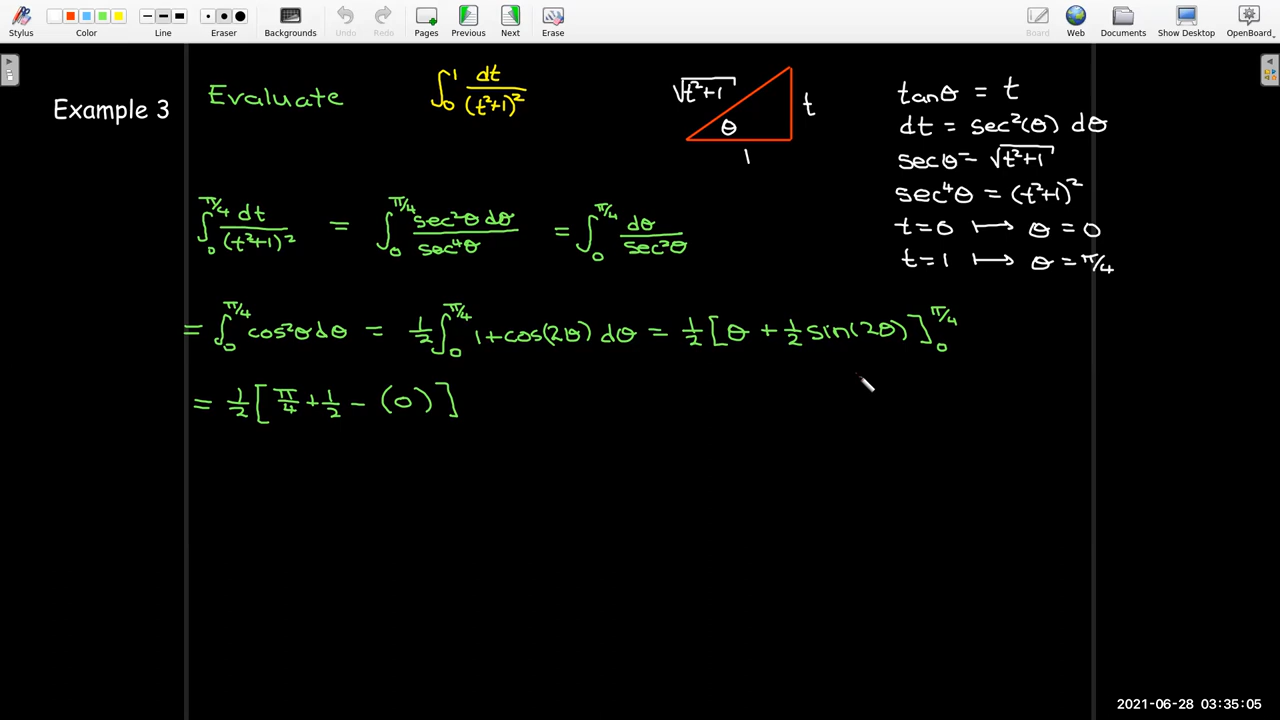 Stylus Color Line Eraser Backgrounds Undo Redo Pages Previous Next Erase Board Web Documents Show Desktop OpenBoard
Example 3 Evaluate ∫₀¹ dt/(t²+1)²
√(t²+1) θ t 1
tanθ = t
dt = sec²(θ) dθ
secθ = √(t²+1)
sec⁴θ = (t²+1)²
t=0 ↦ θ = 0
t=1 ↦ θ = π/4
∫₀^(π/4) dt/(t²+1)² = ∫₀^(π/4) sec²θ dθ/sec⁴θ = ∫₀^(π/4) dθ/sec²θ
= ∫₀^(π/4) cos²θ dθ = 1/2 ∫₀^(π/4) 1+cos(2θ) dθ = 1/2 [θ + 1/2 sin(2θ)]₀^(π/4)
= 1/2 [π/4 + 1/2 - (0)]
2021-06-28 03:35:05